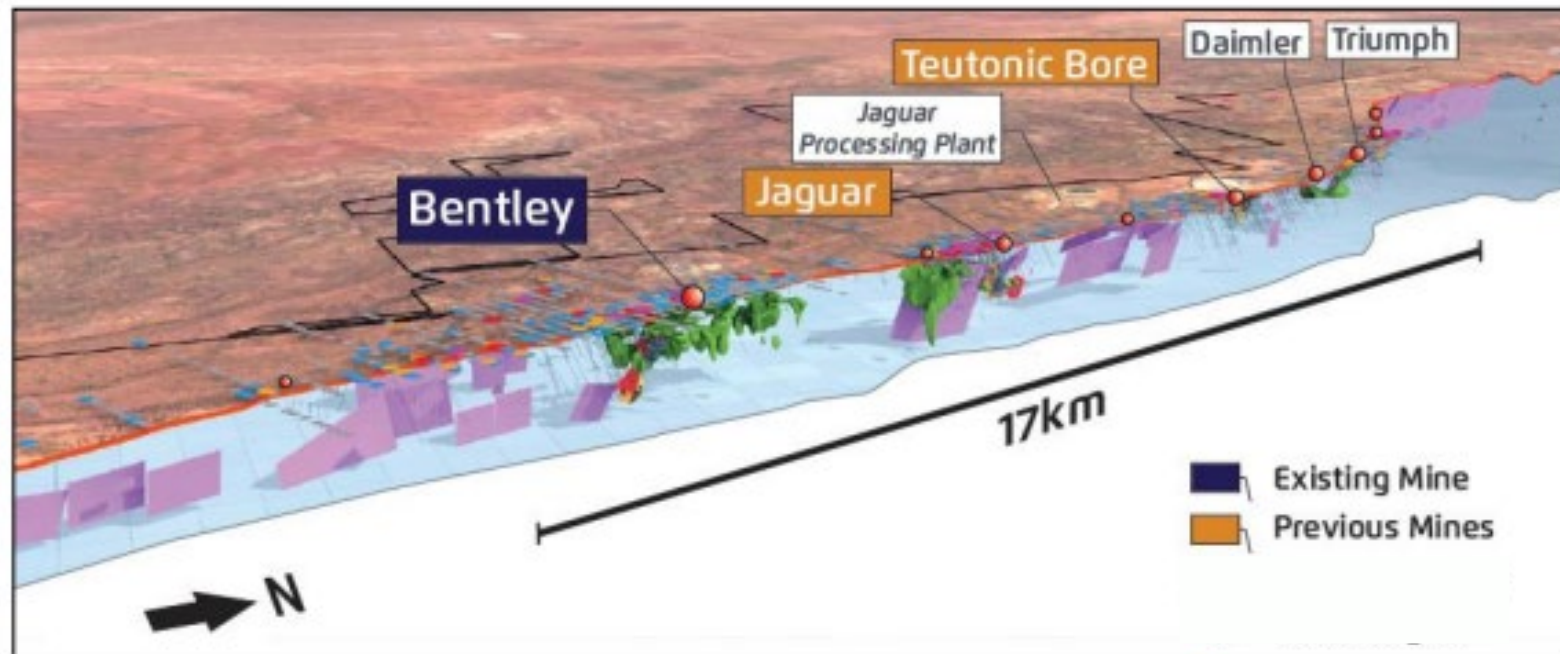 Daimler
Triumph
Teutonic Bore
Jaguar
Processing Plant
Jaguar
Bentley
17km
Existing Mine
Previous Mines
N